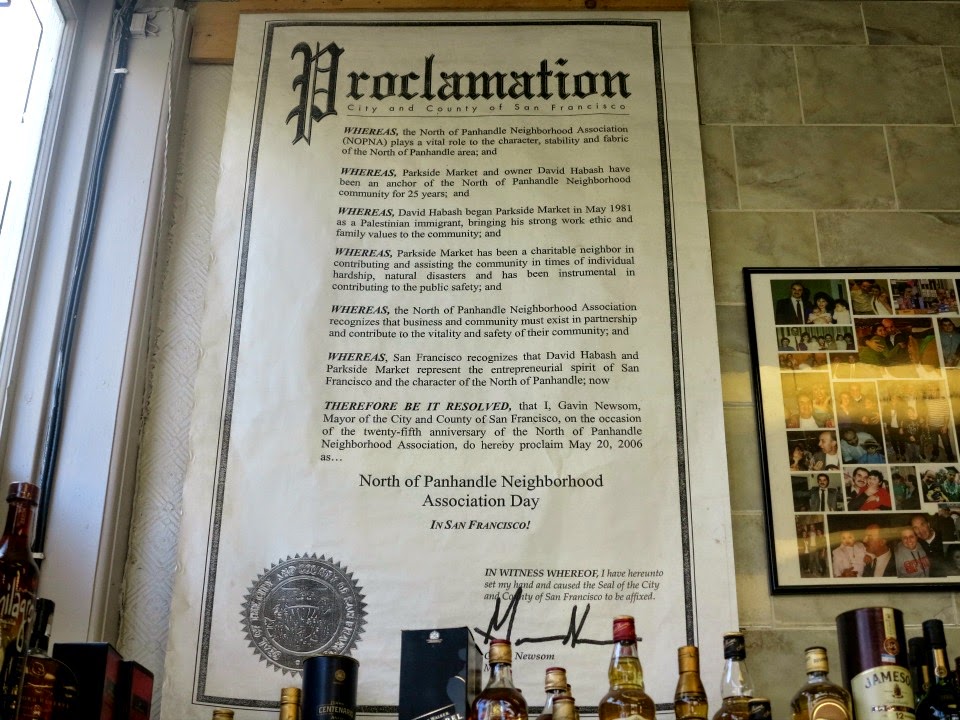 Proclamation
City and County of San Francisco
WHEREAS, the North of Panhandle Neighborhood Association
(NOPNA) plays a vital role to the character, stability and fabric
of the North of Panhandle area; and
WHEREAS, Parkside Market and owner David Habash have
been an anchor of the North of Panhandle Neighborhood
community for 25 years; and
WHEREAS, David Habash began Parkside Market in May 1981
as a Palestinian immigrant, bringing his strong work ethic and
family values to the community; and
WHEREAS, Parkside Market has been a charitable neighbor in
contributing and assisting the community in times of individual
hardship, natural disasters and has been instrumental in
contributing to the public safety; and
WHEREAS, the North of Panhandle Neighborhood Association
recognizes that business and community must exist in partnership
and contribute to the vitality and safety of their community; and
WHEREAS, San Francisco recognizes that David Habash and
Parkside Market represent the entrepreneurial spirit of San
Francisco and the character of the North of Panhandle; now
THEREFORE BE IT RESOLVED, that I, Gavin Newsom,
Mayor of the City and County of San Francisco, on the occasion
of the twenty-fifth anniversary of the North of Panhandle
Neighborhood Association, do hereby proclaim May 20, 2006
as…
North of Panhandle Neighborhood
Association Day
IN SAN FRANCISCO!
IN WITNESS WHEREOF, I have hereunto
set my hand and caused the Seal of the City
and County of San Francisco to be affixed.
Newsom
JAMES